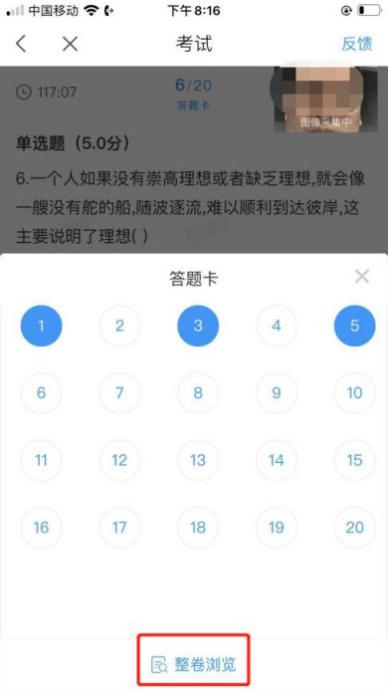 中国移动
下午8:16
考试
反馈
117:07
6/20
答题卡
图像采集中
单选题（5.0分）
6.一个人如果没有崇高理想或者缺乏理想,就会像
一艘没有舵的船,随波逐流,难以顺利到达彼岸,这
主要说明了理想( )
答题卡
1 2 3 4 5
6 7 8 9 10
11 12 13 14 15
16 17 18 19 20
整卷浏览